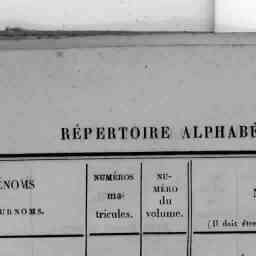 RÉPERTOIRE ALPHABÉ
ÉNOMS
URNOMS.
NUMÉROS
ma-
tricules.
NU-
MÉRO
du
volume.
(Il doit être